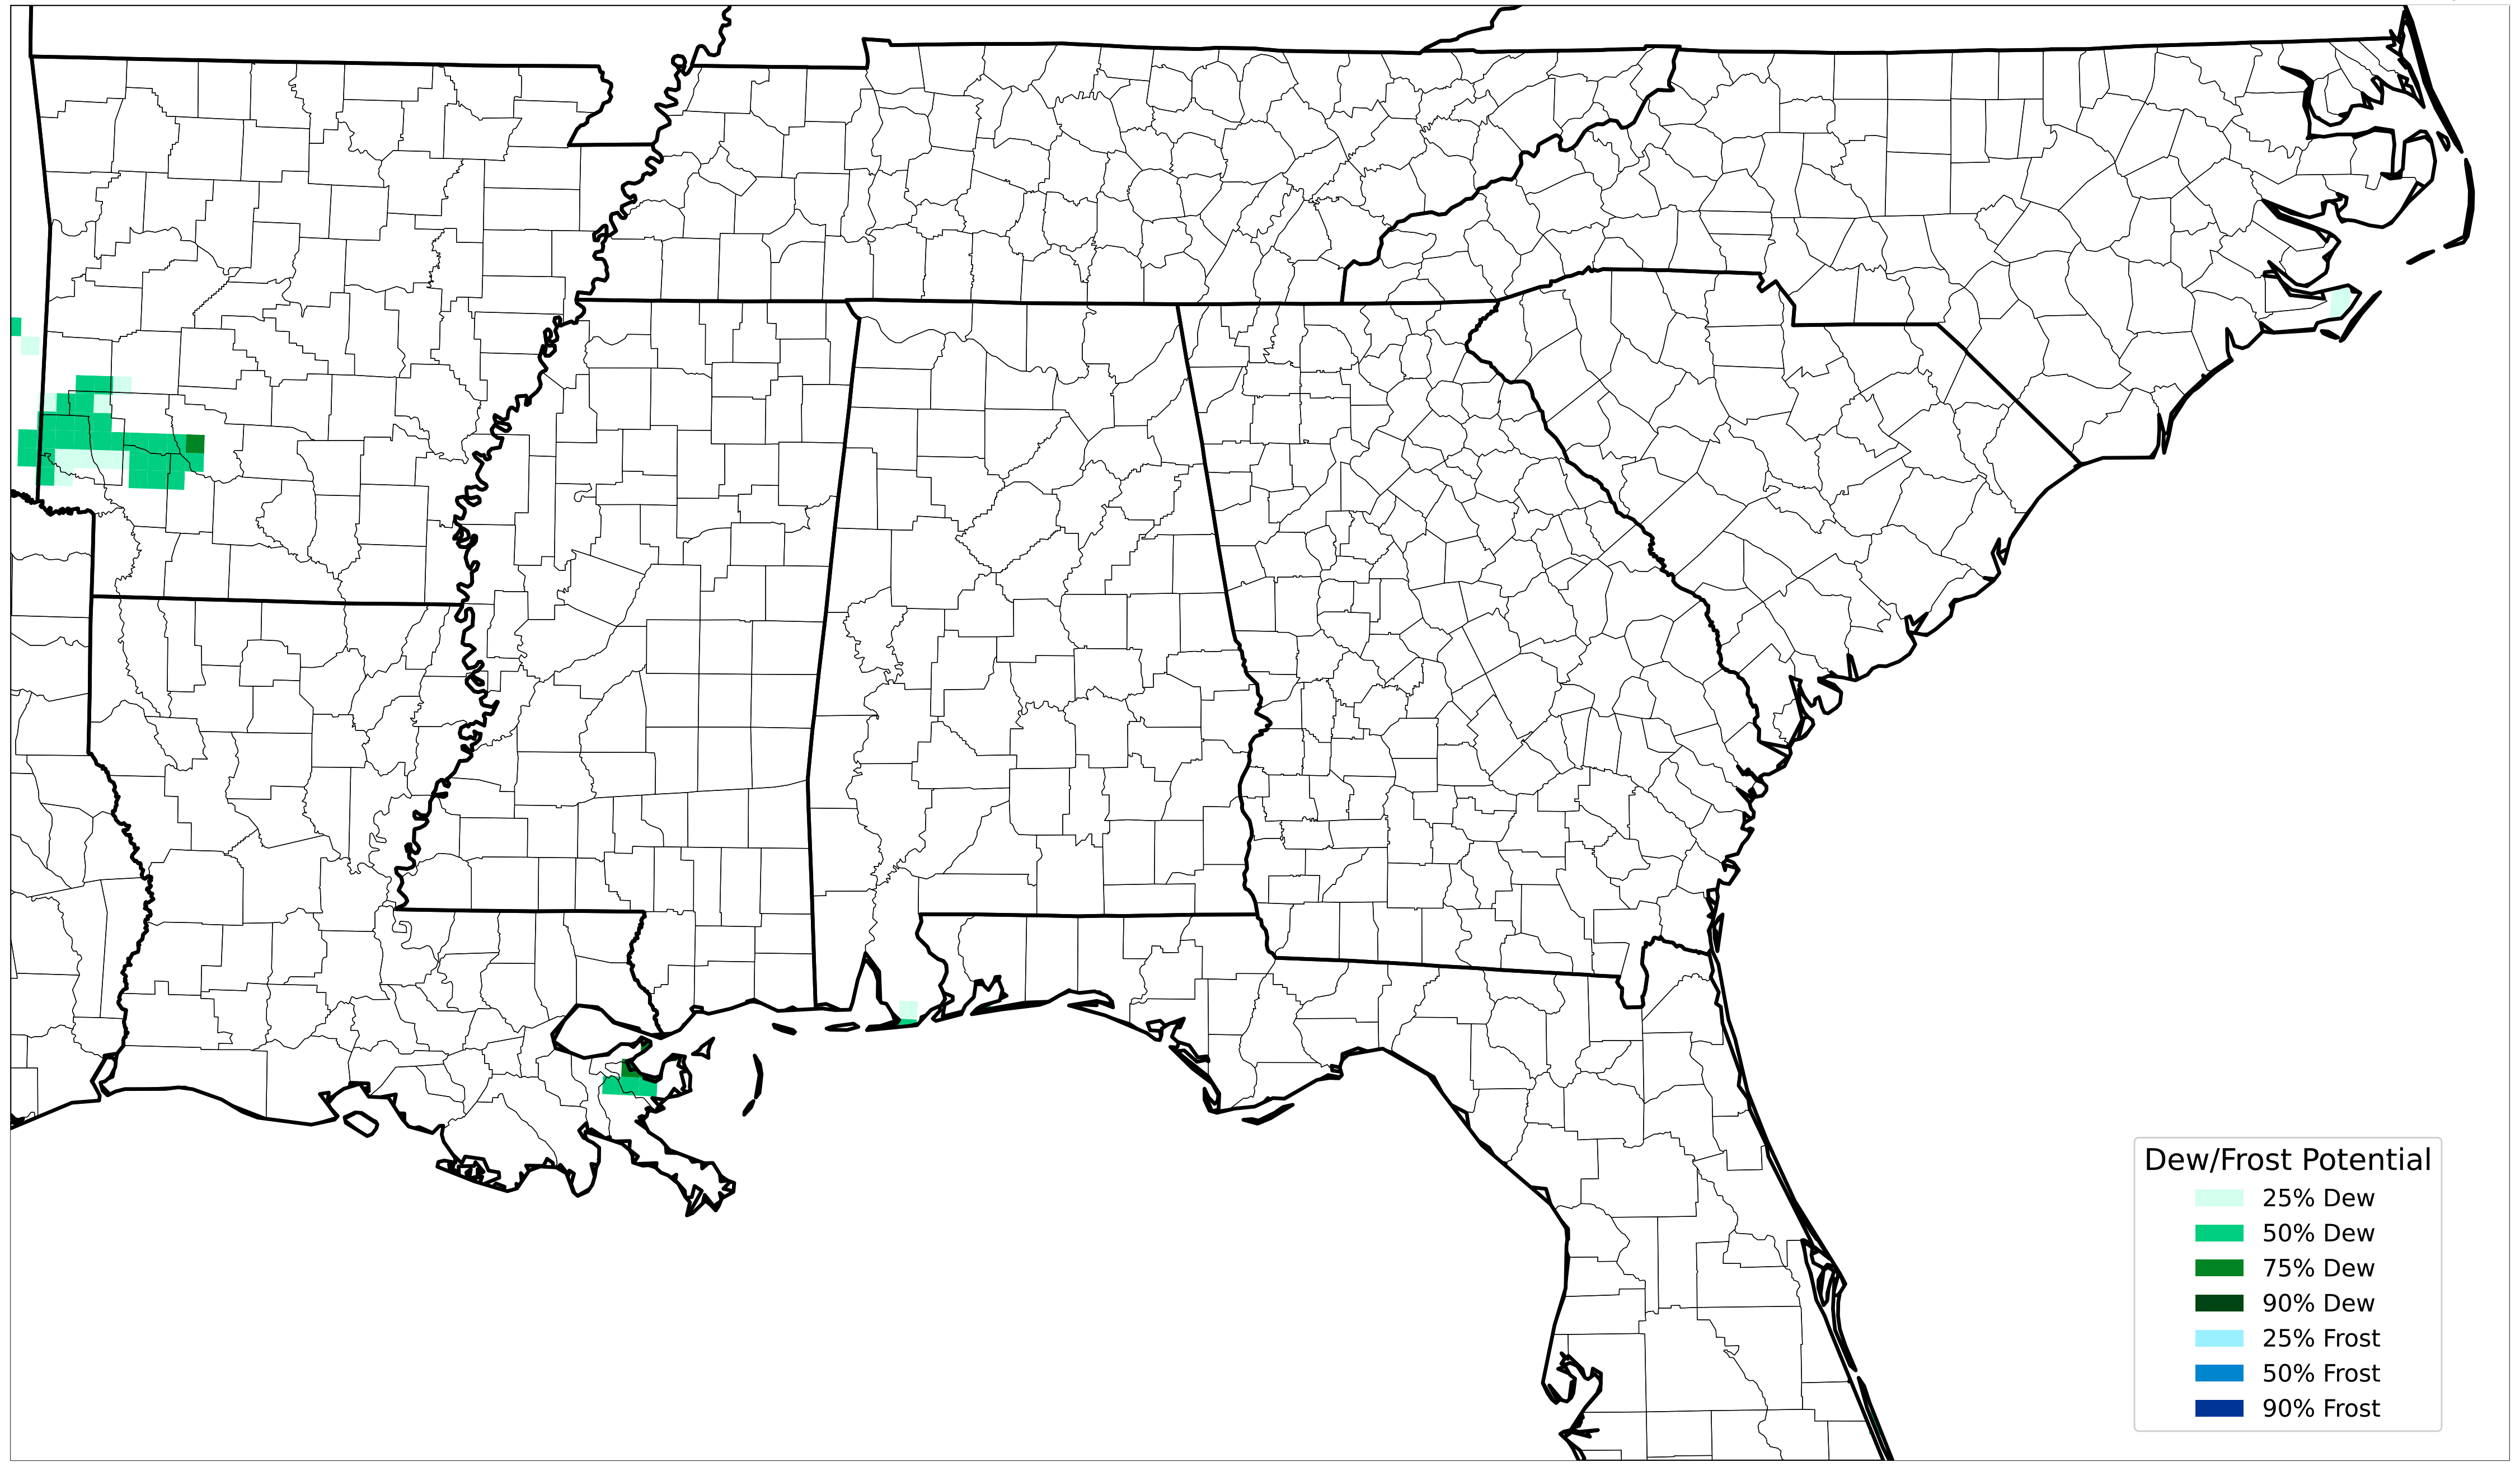 Dew/Frost Potential
25% Dew
50% Dew
75% Dew
90% Dew
25% Frost
50% Frost
90% Frost